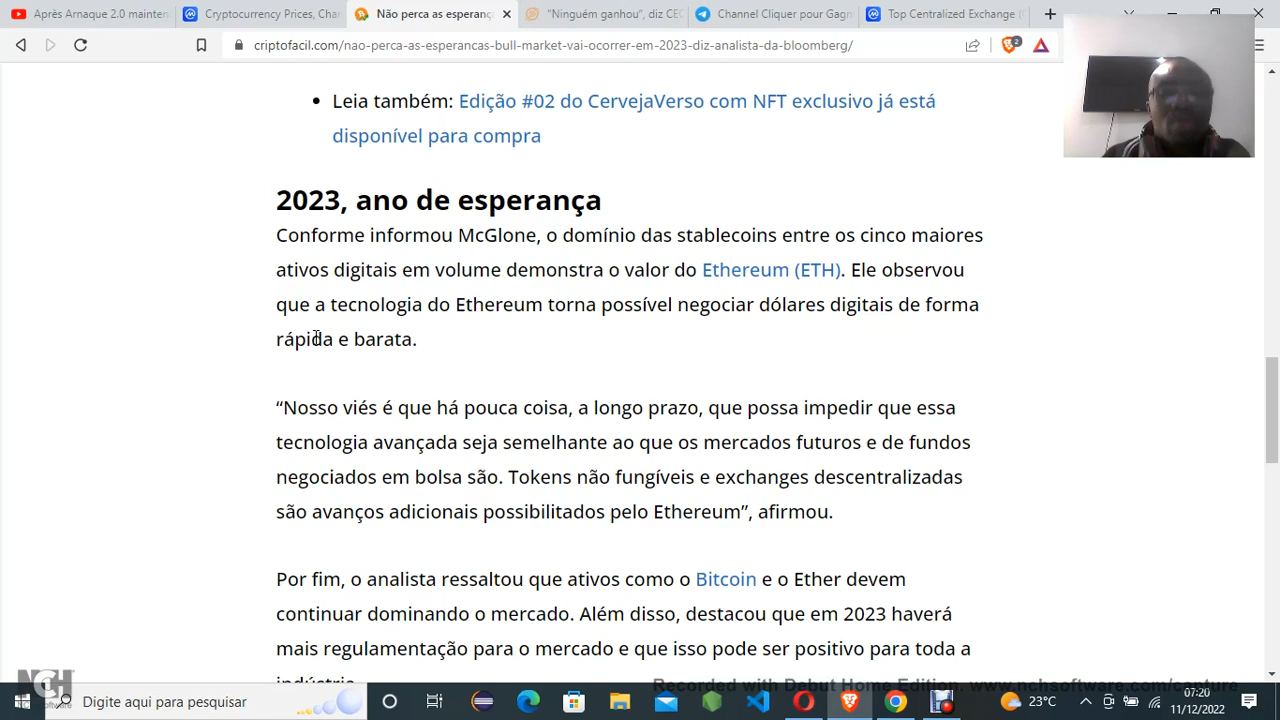 Après Arnaque 2.0 mainten
Cryptocurrency Prices, Char
Não perca as esperanç
"Ninguém ganhou", diz CEO
Channel Cliquer pour Gagn
Top Centralized Exchange (
criptofacil.com/nao-perca-as-esperancas-bull-market-vai-ocorrer-em-2023-diz-analista-da-bloomberg/
2
Leia também: Edição #02 do CervejaVerso com NFT exclusivo já está
disponível para compra
2023, ano de esperança
Conforme informou McGlone, o domínio das stablecoins entre os cinco maiores
ativos digitais em volume demonstra o valor do Ethereum (ETH). Ele observou
que a tecnologia do Ethereum torna possível negociar dólares digitais de forma
rápida e barata.
“Nosso viés é que há pouca coisa, a longo prazo, que possa impedir que essa
tecnologia avançada seja semelhante ao que os mercados futuros e de fundos
negociados em bolsa são. Tokens não fungíveis e exchanges descentralizadas
são avanços adicionais possibilitados pelo Ethereum”, afirmou.
Por fim, o analista ressaltou que ativos como o Bitcoin e o Ether devem
continuar dominando o mercado. Além disso, destacou que em 2023 haverá
mais regulamentação para o mercado e que isso pode ser positivo para toda a
indústria.
NCH Software
Recorded with Debut Home Edition. www.nchsoftware.com/capture
Digite aqui para pesquisar
23°C
07:20
11/12/2022